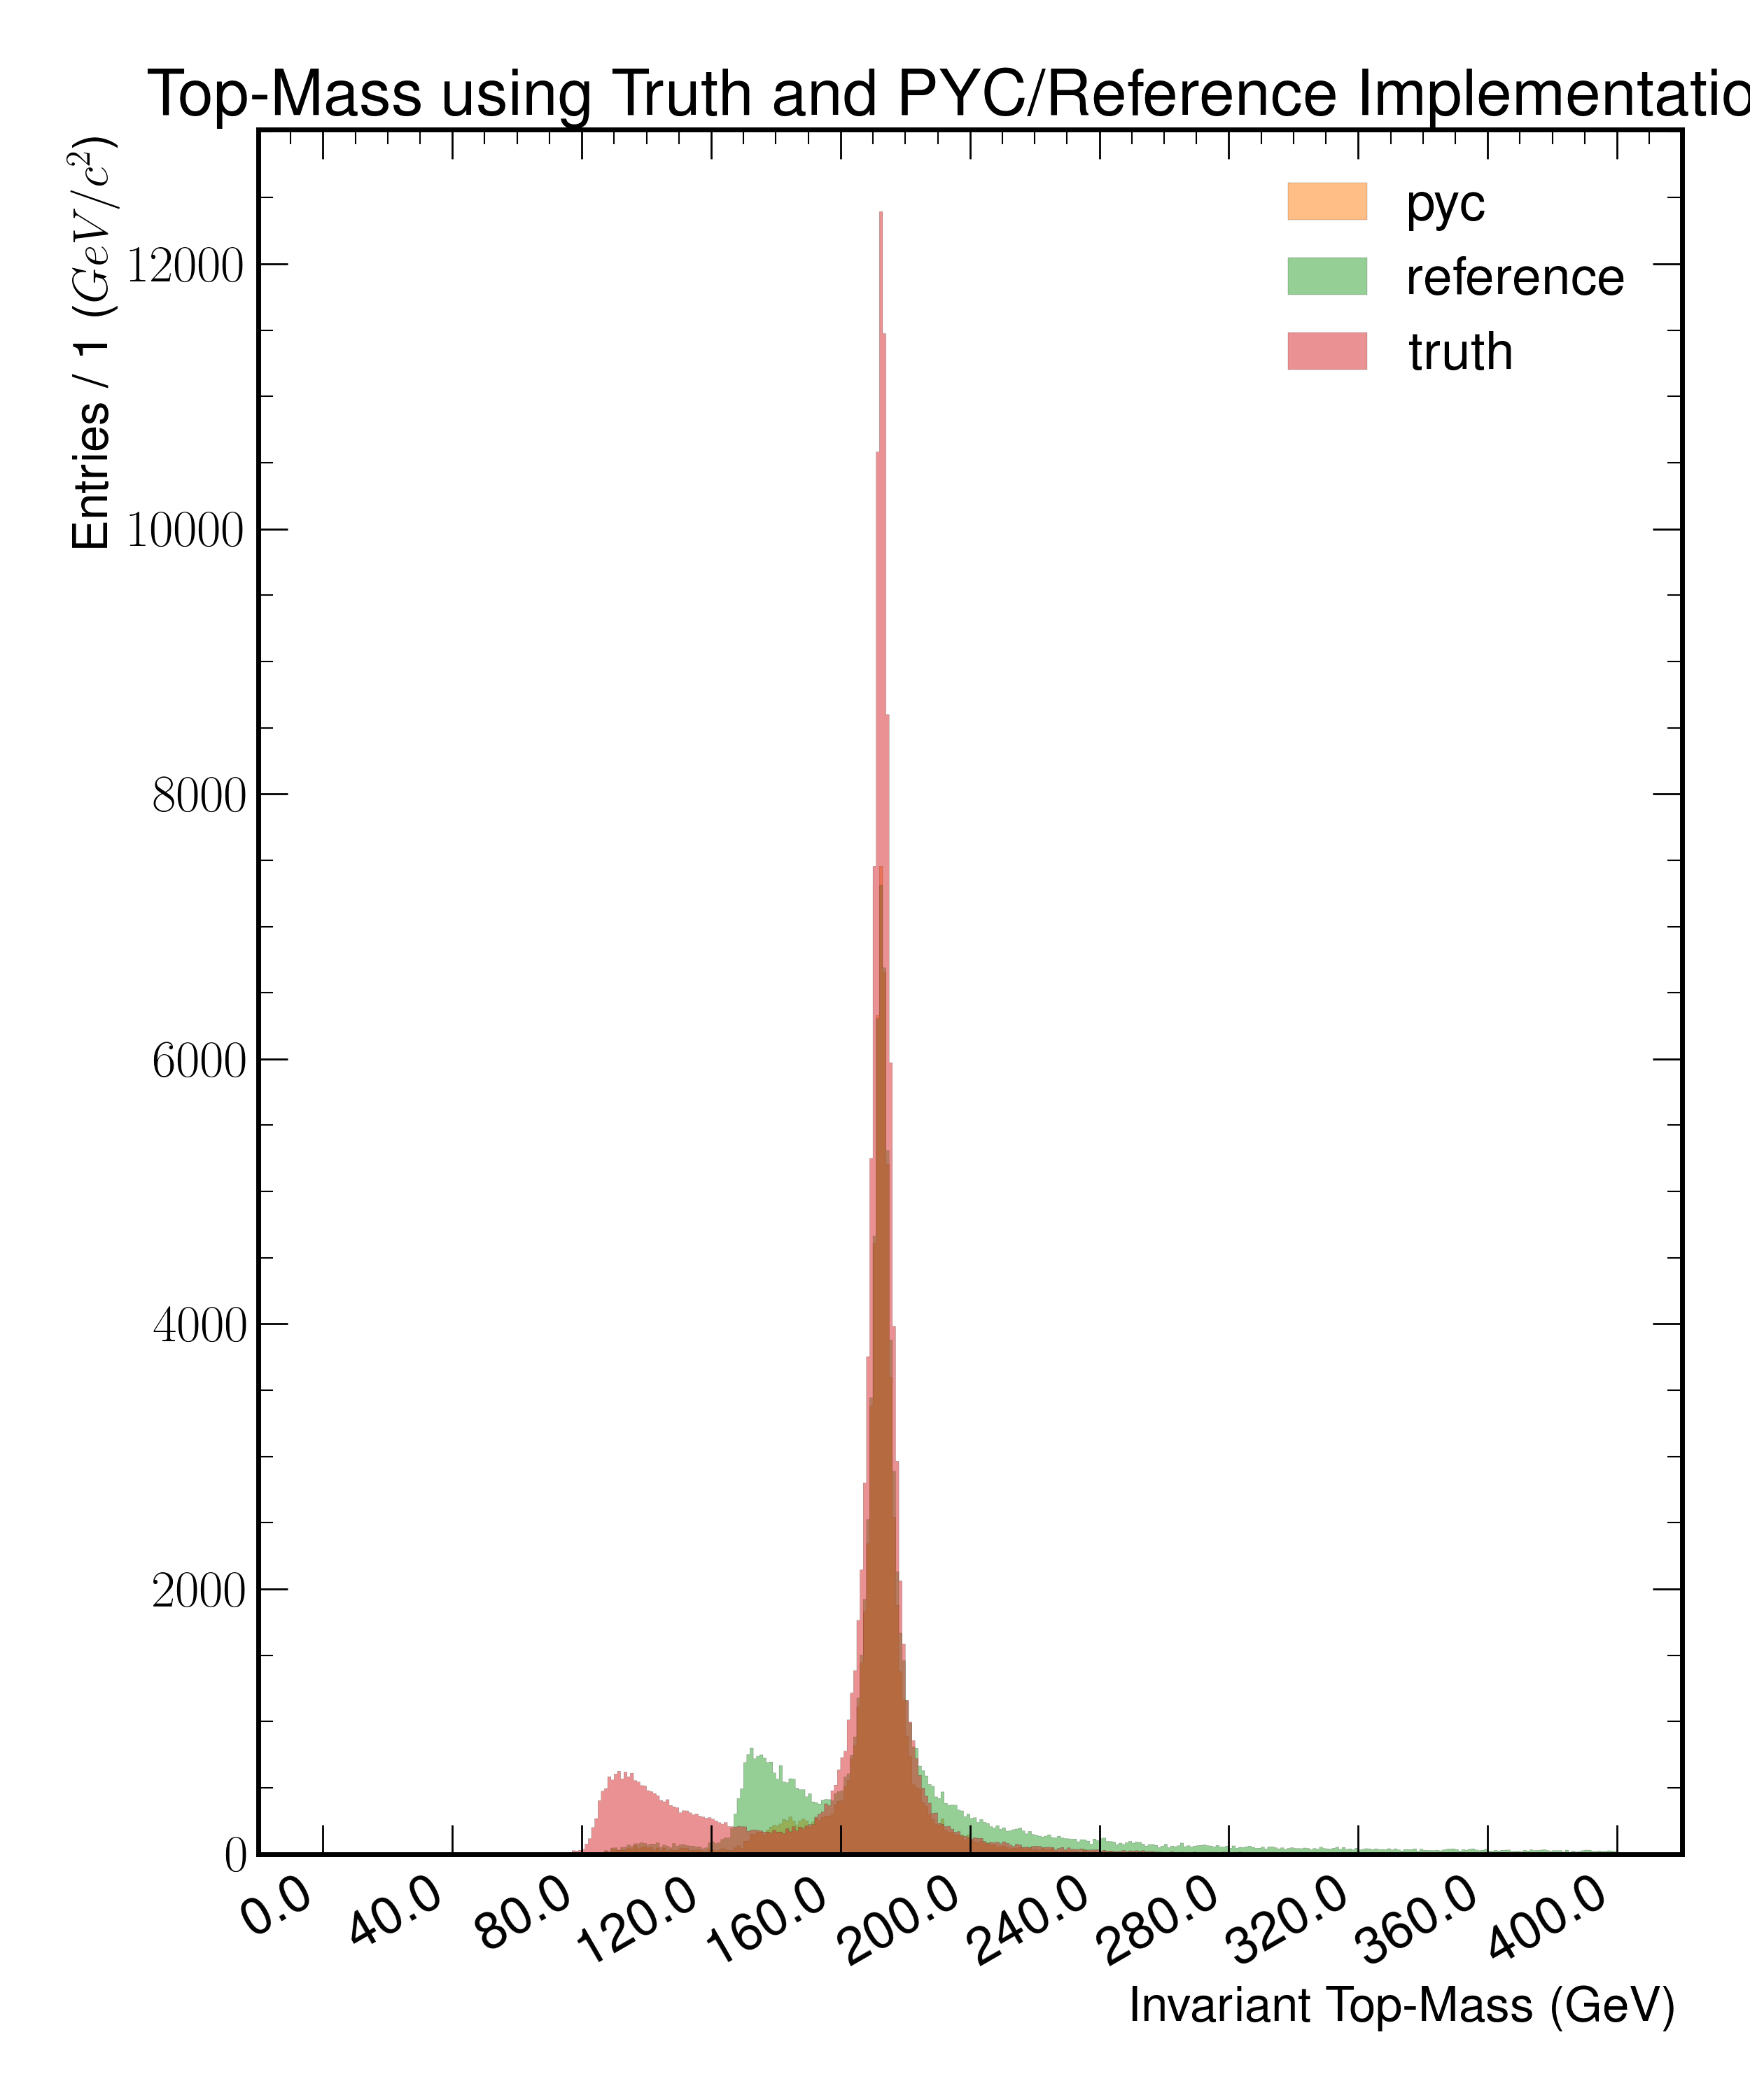 Top-Mass using Truth and PYC/Reference Implementatio
Entries / 1 (GeV/c²)
pyc
reference
truth
12000
10000
8000
6000
4000
2000
0
0.0 40.0 80.0 120.0 160.0 200.0 240.0 280.0 320.0 360.0 400.0
Invariant Top-Mass (GeV)